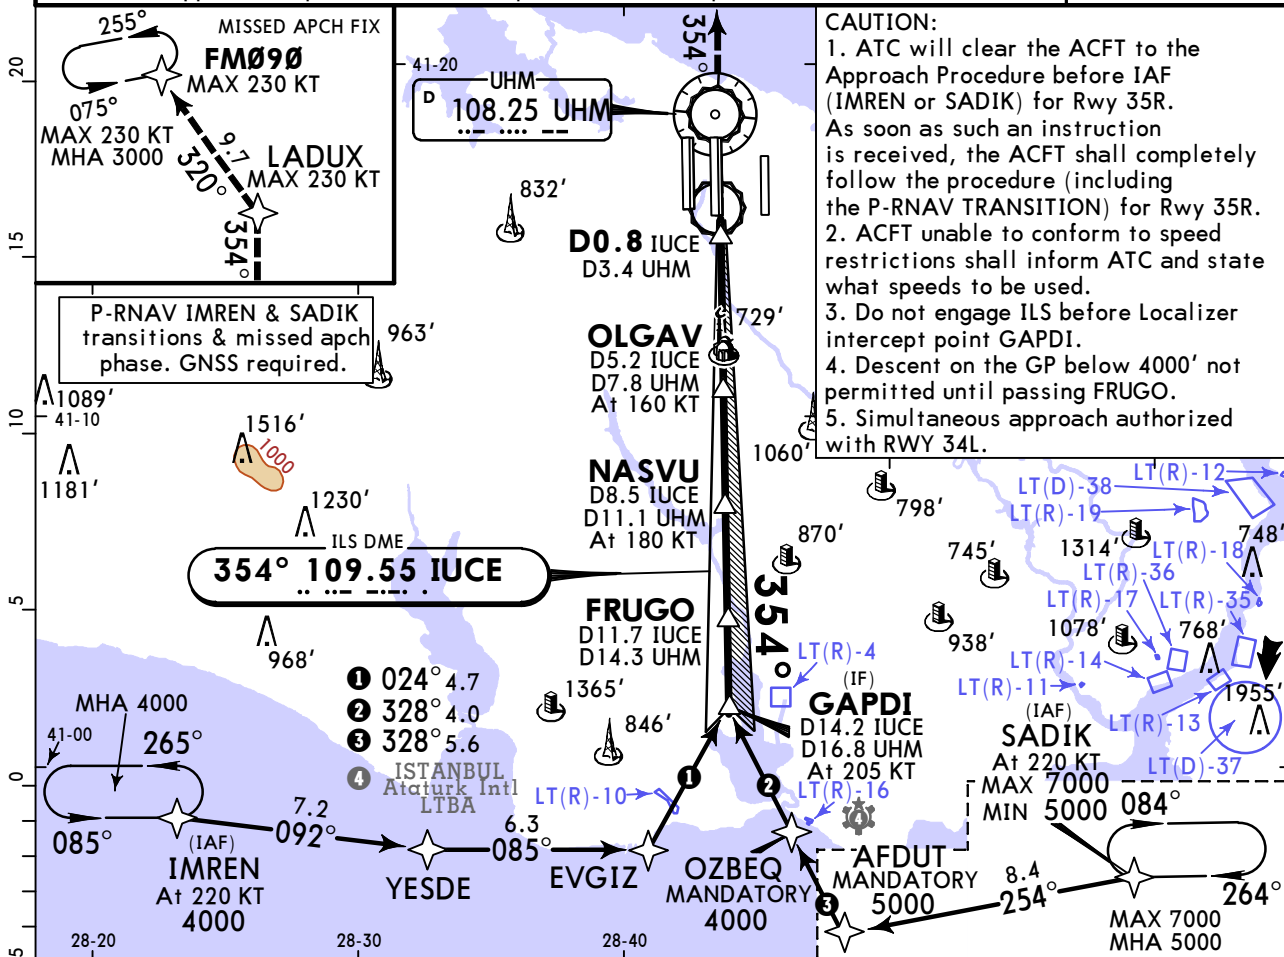 255°
MISSED APCH FIX
FMØ9Ø
MAX 230 KT
075°
MAX 230 KT
MHA 3000
9.7
320°
LADUX
MAX 230 KT
354°
20
15
10
5
0
5
41-20
354°
UHM
D 108.25 UHM
CAUTION:
1. ATC will clear the ACFT to the
Approach Procedure before IAF
(IMREN or SADIK) for Rwy 35R.
As soon as such an instruction
is received, the ACFT shall completely
follow the procedure (including
the P-RNAV TRANSITION) for Rwy 35R.
2. ACFT unable to conform to speed
restrictions shall inform ATC and state
what speeds to be used.
3. Do not engage ILS before Localizer
intercept point GAPDI.
4. Descent on the GP below 4000' not
permitted until passing FRUGO.
5. Simultaneous approach authorized
with RWY 34L.
832'
D0.8 IUCE
D3.4 UHM
P-RNAV IMREN & SADIK
transitions & missed apch
phase. GNSS required.
963'
729'
OLGAV
D5.2 IUCE
D7.8 UHM
At 160 KT
1089'
41-10
1181'
1516'
1000
1060'
NASVU
D8.5 IUCE
D11.1 UHM
At 180 KT
1230'
ILS DME
354° 109.55 IUCE
870'
798'
745'
938'
LT(R)-12
LT(D)-38
LT(R)-19
1314'
LT(R)-18
748'
LT(R)-36
LT(R)-17
LT(R)-35
1078'
768'
LT(R)-14
LT(R)-11
1955'
LT(R)-13
LT(D)-37
354°
FRUGO
D11.7 IUCE
D14.3 UHM
968'
LT(R)-4
1 024° 4.7
2 328° 4.0
3 328° 5.6
4 ISTANBUL
Ataturk Intl
LTBA
1365'
846'
(IF)
GAPDI
D14.2 IUCE
D16.8 UHM
At 205 KT
LT(R)-16
LT(R)-10
(IAF)
SADIK
At 220 KT
MAX 7000
MIN 5000
084°
264°
MAX 7000
MHA 5000
MHA 4000
41-00
265°
085°
(IAF)
IMREN
At 220 KT
4000
7.2
092°
YESDE
6.3
085°
EVGIZ
1
2
3
4
OZBEQ
MANDATORY
4000
AFDUT
MANDATORY
5000
8.4
254°
28-20
28-30
28-40